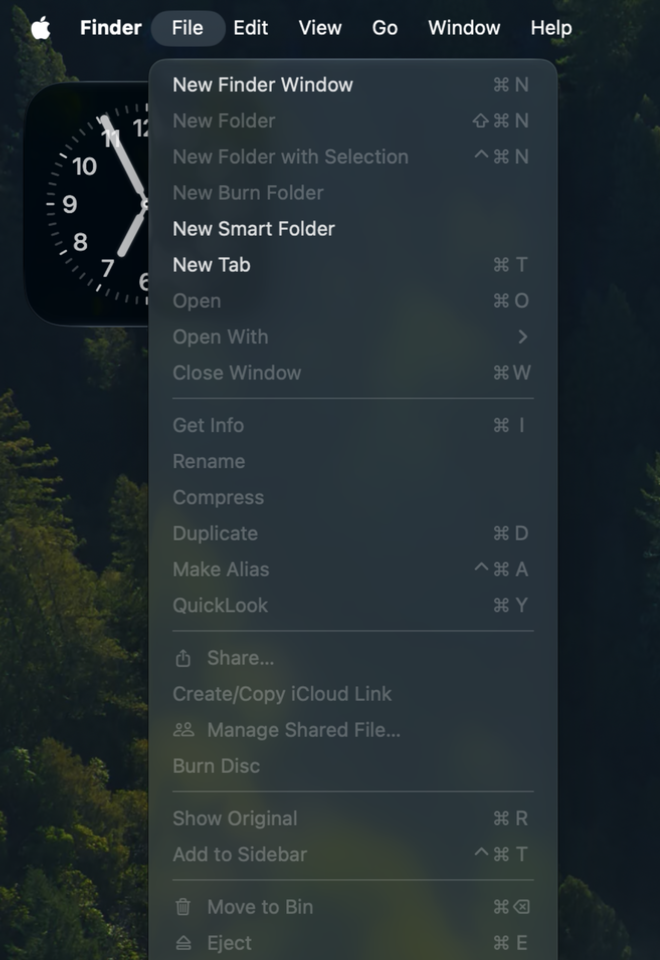 Finder File Edit View Go Window Help
New Finder Window ⌘ N
New Folder ⇧⌘ N
New Folder with Selection ^⌘ N
New Burn Folder
New Smart Folder
New Tab ⌘ T
Open ⌘ O
Open With >
Close Window ⌘ W
Get Info ⌘ I
Rename
Compress
Duplicate ⌘ D
Make Alias ^⌘ A
QuickLook ⌘ Y
Share...
Create/Copy iCloud Link
Manage Shared File...
Burn Disc
Show Original ⌘ R
Add to Sidebar ^⌘ T
Move to Bin ⌘⌫
Eject ⌘ E
11 12
10
9
8
7 6